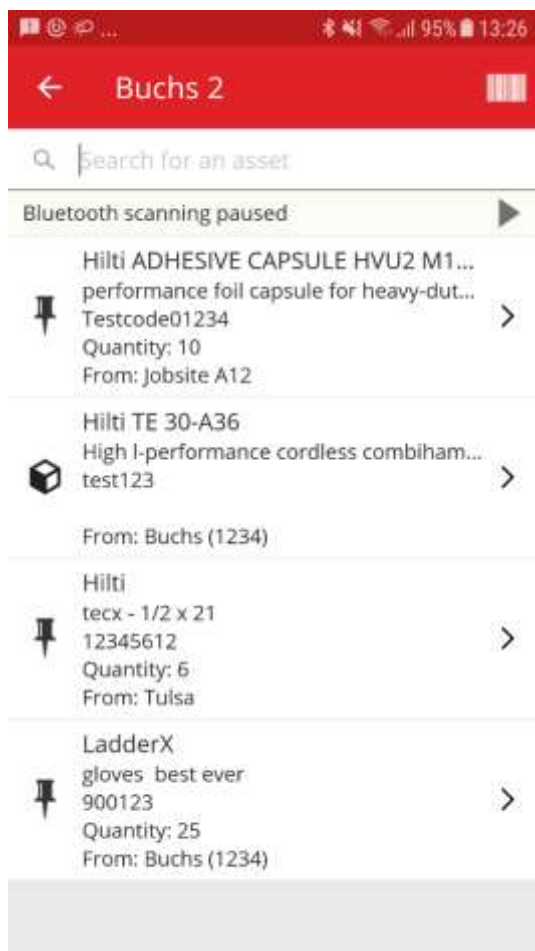 ... 95% 13:26
Buchs 2
Search for an asset
Bluetooth scanning paused
Hilti ADHESIVE CAPSULE HVU2 M1...
performance foil capsule for heavy-dut...
Testcode01234
Quantity: 10
From: Jobsite A12
Hilti TE 30-A36
High l-performance cordless combiham...
test123
From: Buchs (1234)
Hilti
tecx - 1/2 x 21
12345612
Quantity: 6
From: Tulsa
LadderX
gloves  best ever
900123
Quantity: 25
From: Buchs (1234)